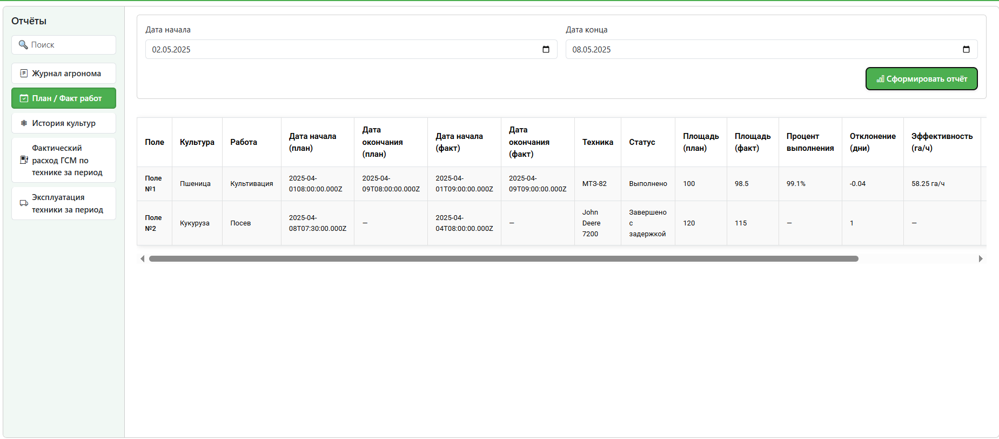 Отчёты
Поиск
Журнал агронома
План / Факт работ
История культур
Фактический
расход ГСМ по
технике за период
Эксплуатация
техники за период
Дата начала
02.05.2025
Дата конца
08.05.2025
Сформировать отчёт
Поле
Культура
Работа
Дата начала
(план)
Дата
окончания
(план)
Дата начала
(факт)
Дата
окончания
(факт)
Техника
Статус
Площадь
(план)
Площадь
(факт)
Процент
выполнения
Отклонение
(дни)
Эффективность
(га/ч)
Поле
№1
Пшеница
Культивация
2025-04-
0108:00:00.000Z
2025-04-
09T08:00:00.000Z
2025-04-
01T09:00:00.000Z
2025-04-
09T09:00:00.000Z
МТЗ-82
Выполнено
100
98.5
99.1%
-0.04
58.25 га/ч
Поле
№2
Кукуруза
Посев
2025-04-
08T07:30:00.000Z
—
2025-04-
04T08:00:00.000Z
—
John
Deere
7200
Завершено
с
задержкой
120
115
—
1
—